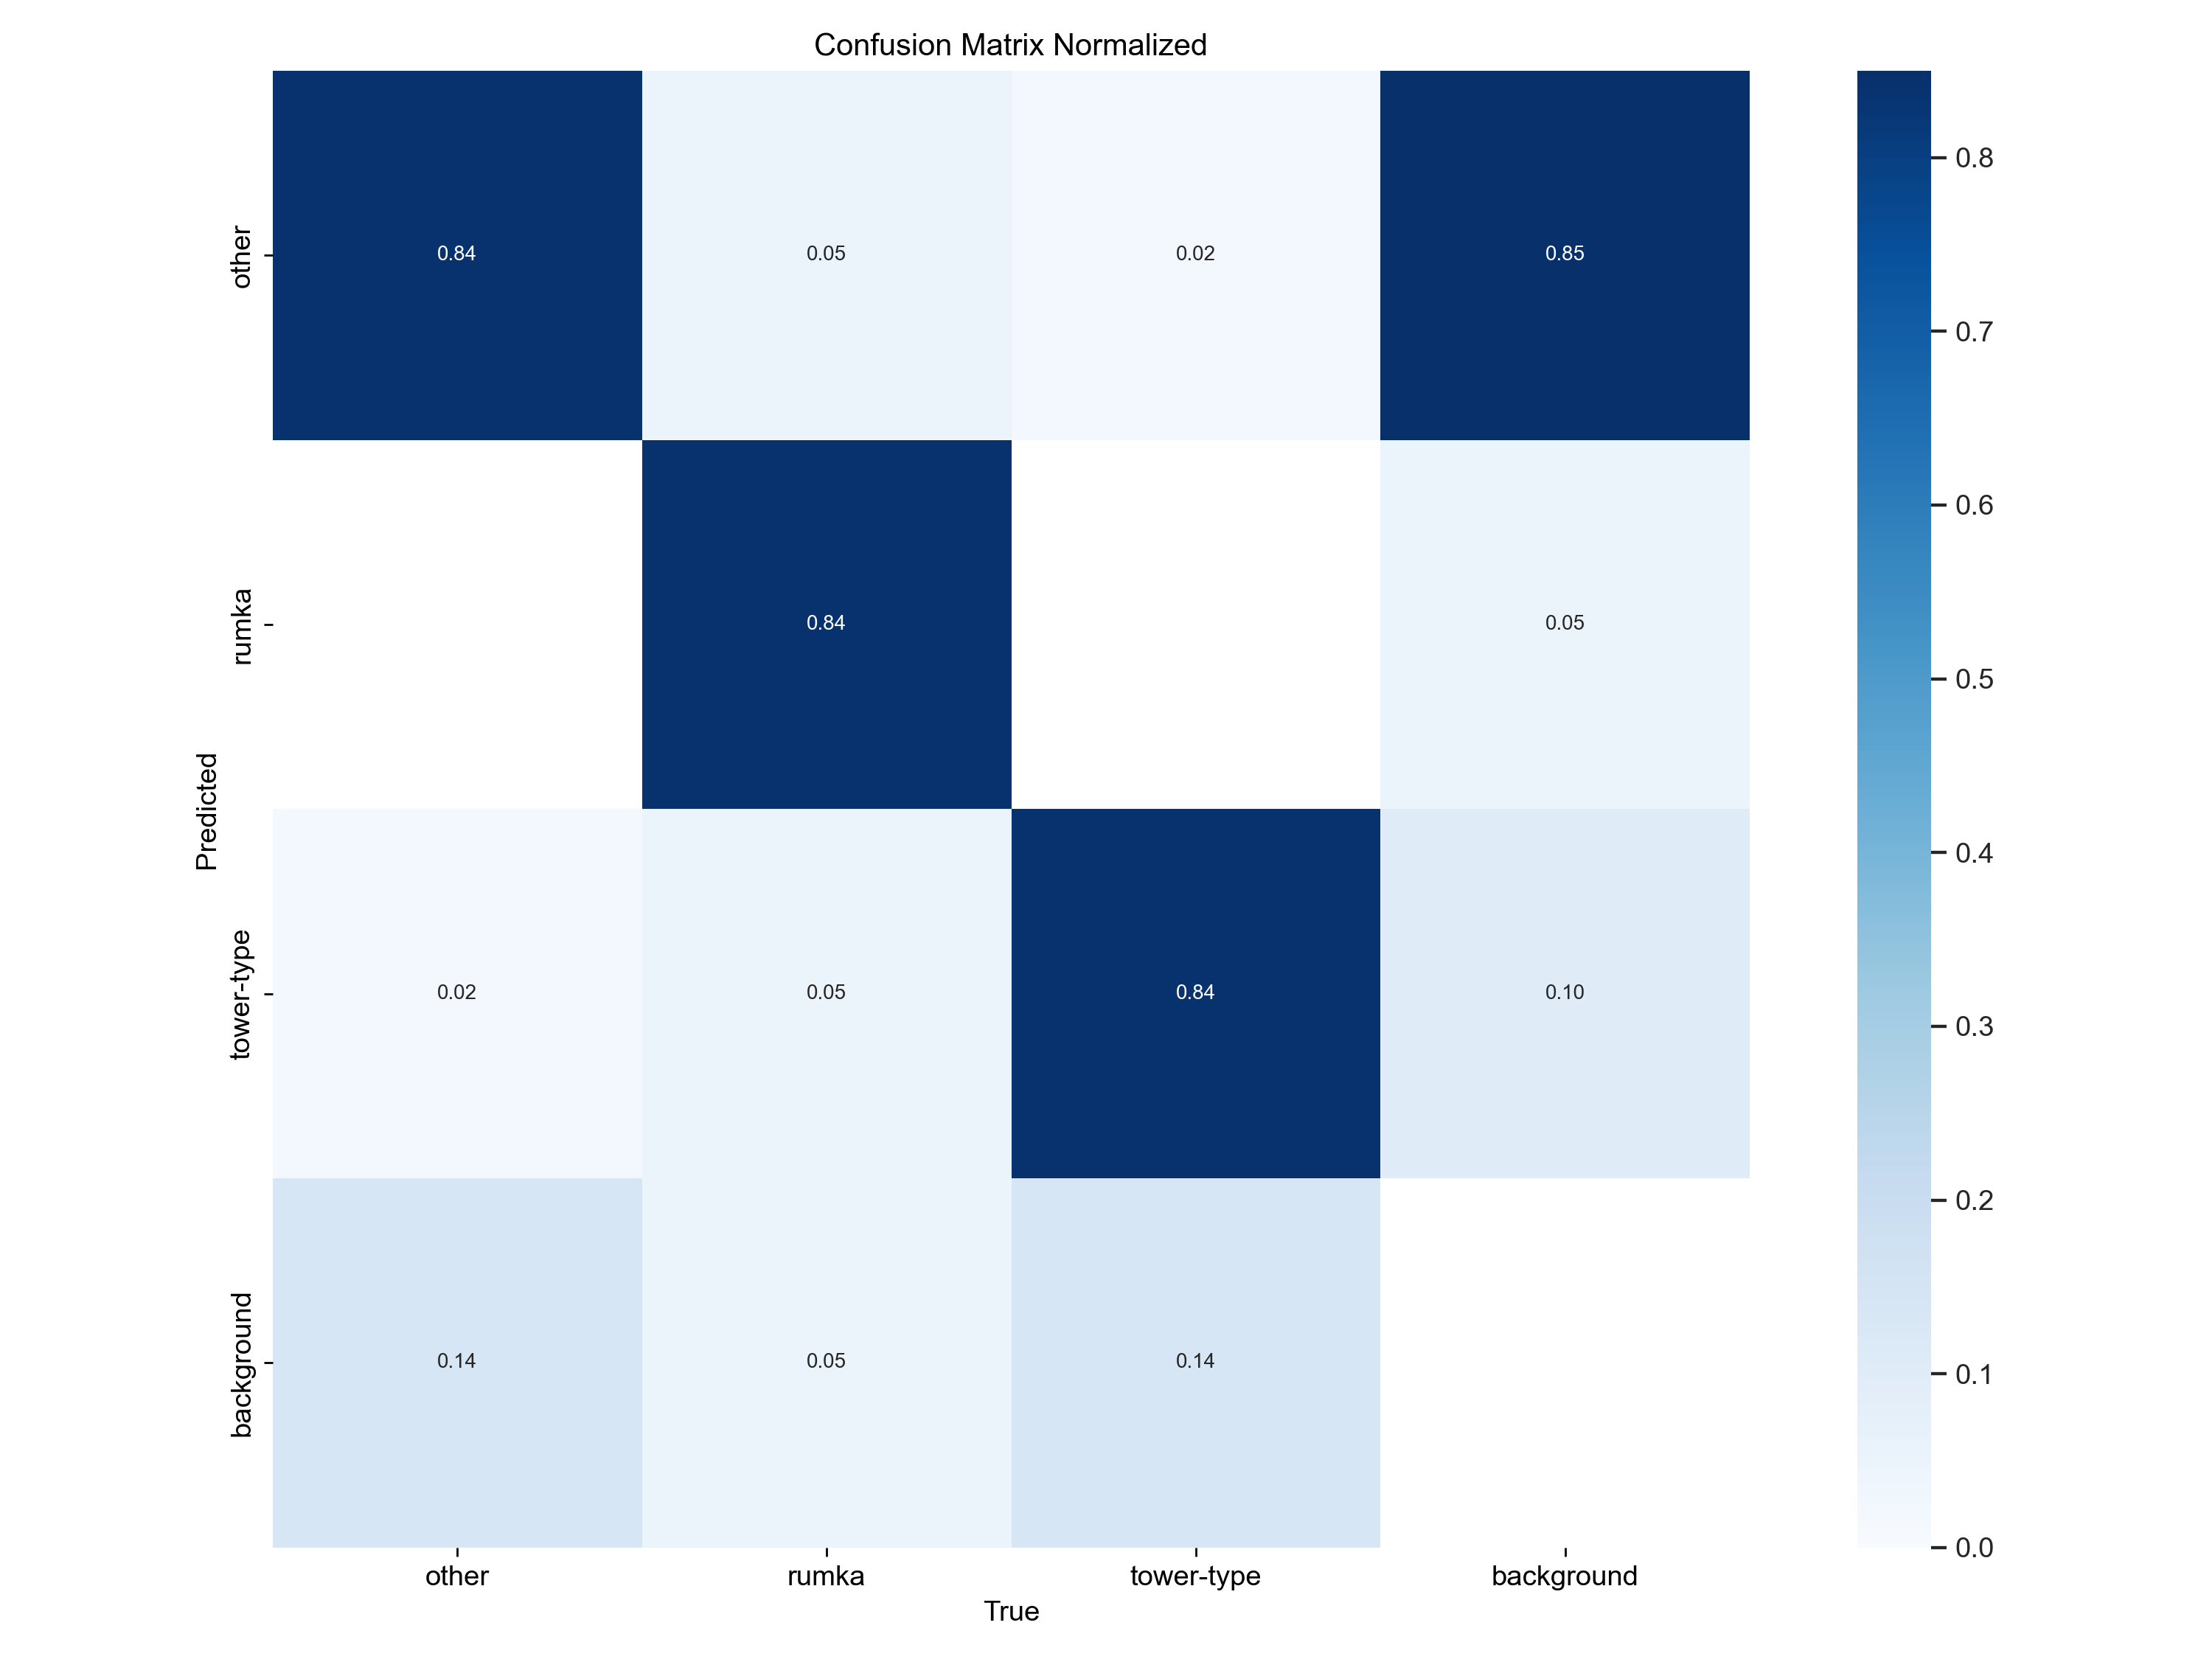 Confusion Matrix Normalized
other
0.84
0.05
0.02
0.85
rumka
0.84
0.05
tower-type
0.02
0.05
0.84
0.10
background
0.14
0.05
0.14
Predicted
other
rumka
tower-type
background
True
0.8
0.7
0.6
0.5
0.4
0.3
0.2
0.1
0.0